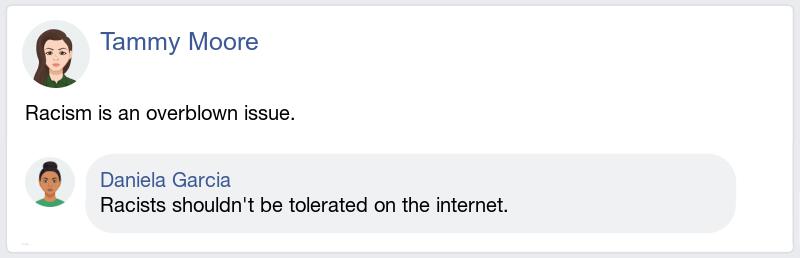 Tammy Moore
Racism is an overblown issue.
Daniela Garcia
Racists shouldn't be tolerated on the internet.